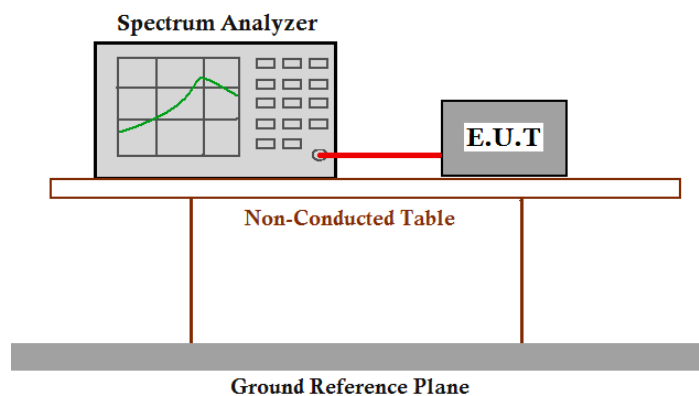 Spectrum Analyzer
E.U.T
Non-Conducted Table
Ground Reference Plane